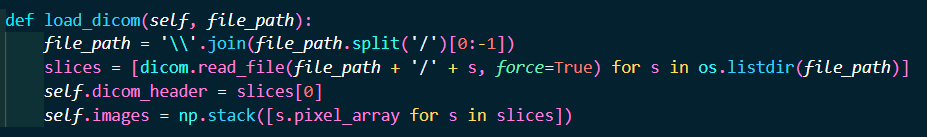 def load_dicom(self, file_path):
    file_path = '\\'.join(file_path.split('/')[0:-1])
    slices = [dicom.read_file(file_path + '/' + s, force=True) for s in os.listdir(file_path)]
    self.dicom_header = slices[0]
    self.images = np.stack([s.pixel_array for s in slices])